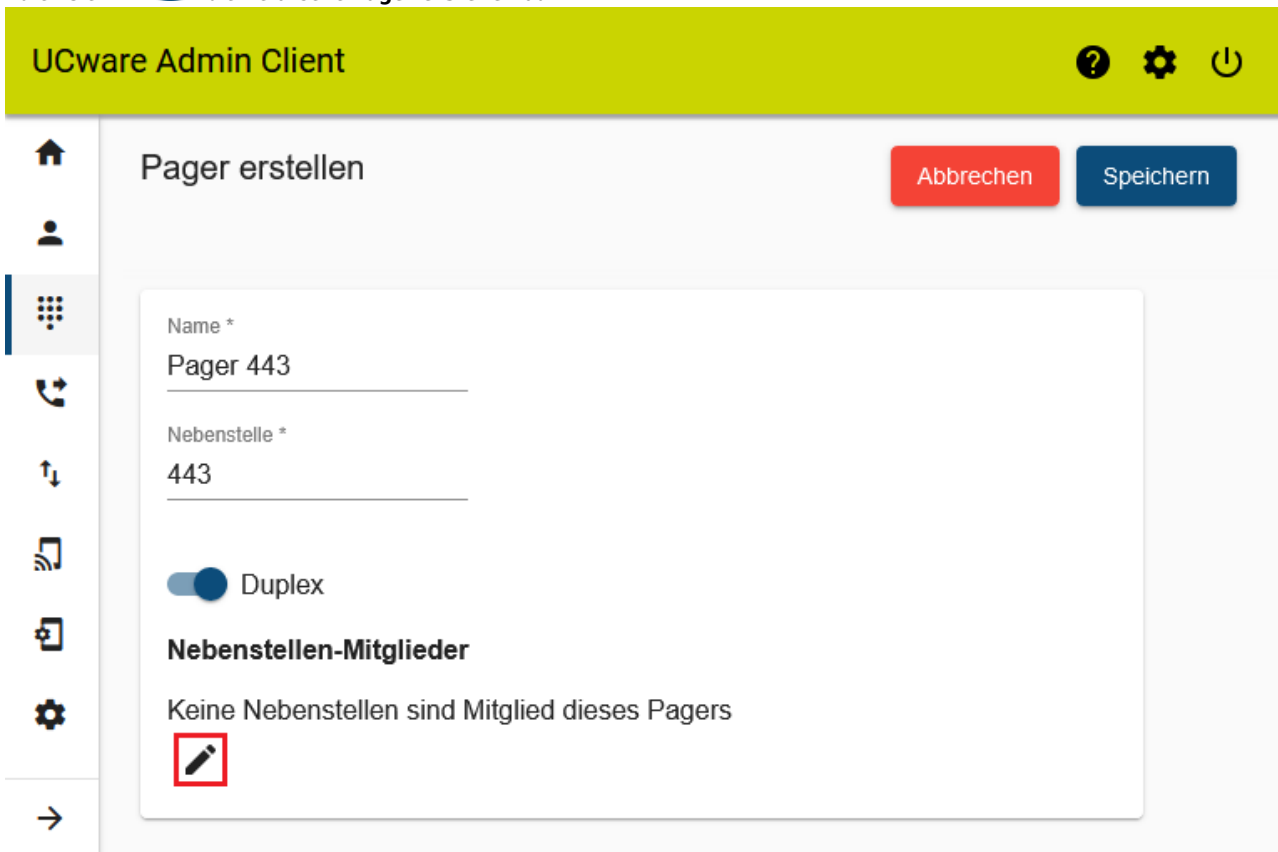 UCware Admin Client
Pager erstellen
Abbrechen
Speichern
Name *
Pager 443
Nebenstelle *
443
Duplex
Nebenstellen-Mitglieder
Keine Nebenstellen sind Mitglied dieses Pagers